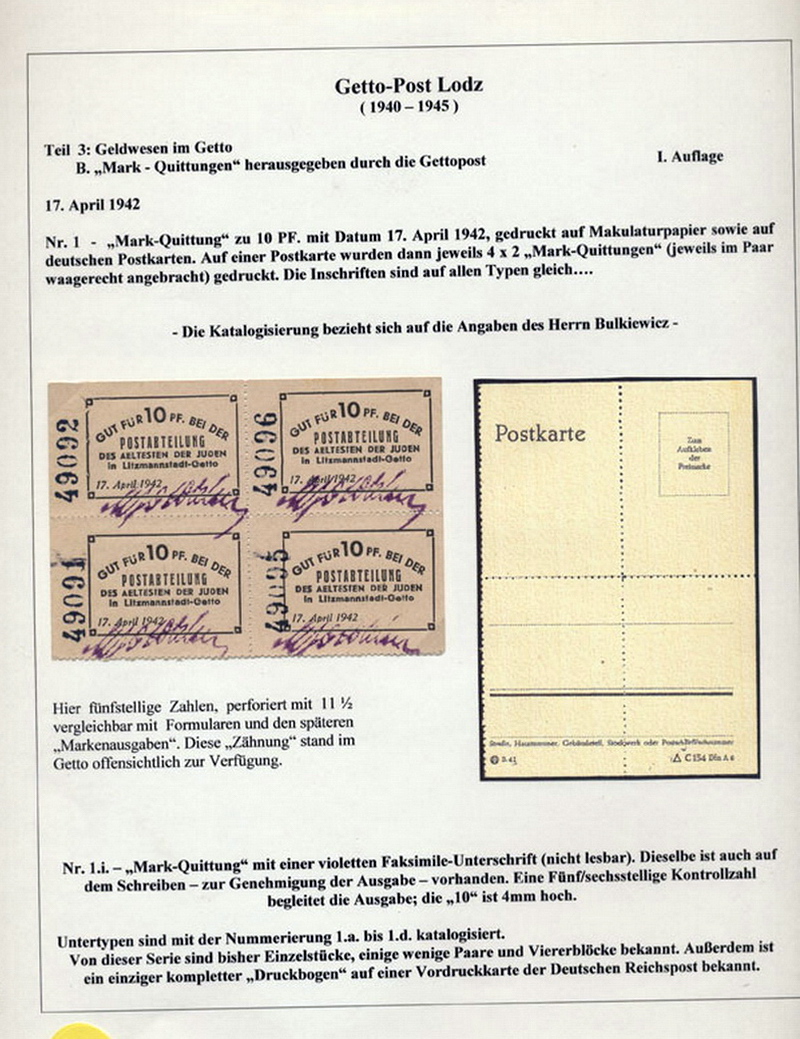 Getto-Post Lodz
( 1940 – 1945 )
Teil 3: Geldwesen im Getto
B. „Mark - Quittungen“ herausgegeben durch die Gettopost
I. Auflage
17. April 1942
Nr. 1 - „Mark-Quittung“ zu 10 PF. mit Datum 17. April 1942, gedruckt auf Makulaturpapier sowie auf
deutschen Postkarten. Auf einer Postkarte wurden dann jeweils 4 x 2 „Mark-Quittungen“ (jeweils im Paar
waagerecht angebracht) gedruckt. Die Inschriften sind auf allen Typen gleich….
- Die Katalogisierung bezieht sich auf die Angaben des Herrn Bulkiewicz -
49092
GUT FÜR 10 PF. BEI DER
POSTABTEILUNG
DES AELTESTEN DER JUDEN
in Litzmannstadt-Getto
17. April 1942
49096
GUT FÜR 10 PF. BEI DER
POSTABTEILUNG
DES AELTESTEN DER JUDEN
in Litzmannstadt-Getto
17. April 1942
49091
GUT FÜR 10 PF. BEI DER
POSTABTEILUNG
DES AELTESTEN DER JUDEN
in Litzmannstadt-Getto
17. April 1942
49095
GUT FÜR 10 PF. BEI DER
POSTABTEILUNG
DES AELTESTEN DER JUDEN
in Litzmannstadt-Getto
17. April 1942
Postkarte
Zum
Aufkleben
der
Postmarke
Straße, Hausnummer, Gebäudeteil, Stockwerk oder
C 154 Din A 6
Hier fünfstellige Zahlen, perforiert mit 11 ½
vergleichbar mit Formularen und den späteren
„Markenausgaben“. Diese „Zähnung“ stand im
Getto offensichtlich zur Verfügung.
Nr. 1.i. – „Mark-Quittung“ mit einer violetten Faksimile-Unterschrift (nicht lesbar). Dieselbe ist auch auf
dem Schreiben – zur Genehmigung der Ausgabe – vorhanden. Eine Fünf/sechsstellige Kontrollzahl
begleitet die Ausgabe; die „10“ ist 4mm hoch.
Untertypen sind mit der Nummerierung 1.a. bis 1.d. katalogisiert.
Von dieser Serie sind bisher Einzelstücke, einige wenige Paare und Viererblöcke bekannt. Außerdem ist
ein einziger kompletter „Druckbogen“ auf einer Vordruckkarte der Deutschen Reichspost bekannt.